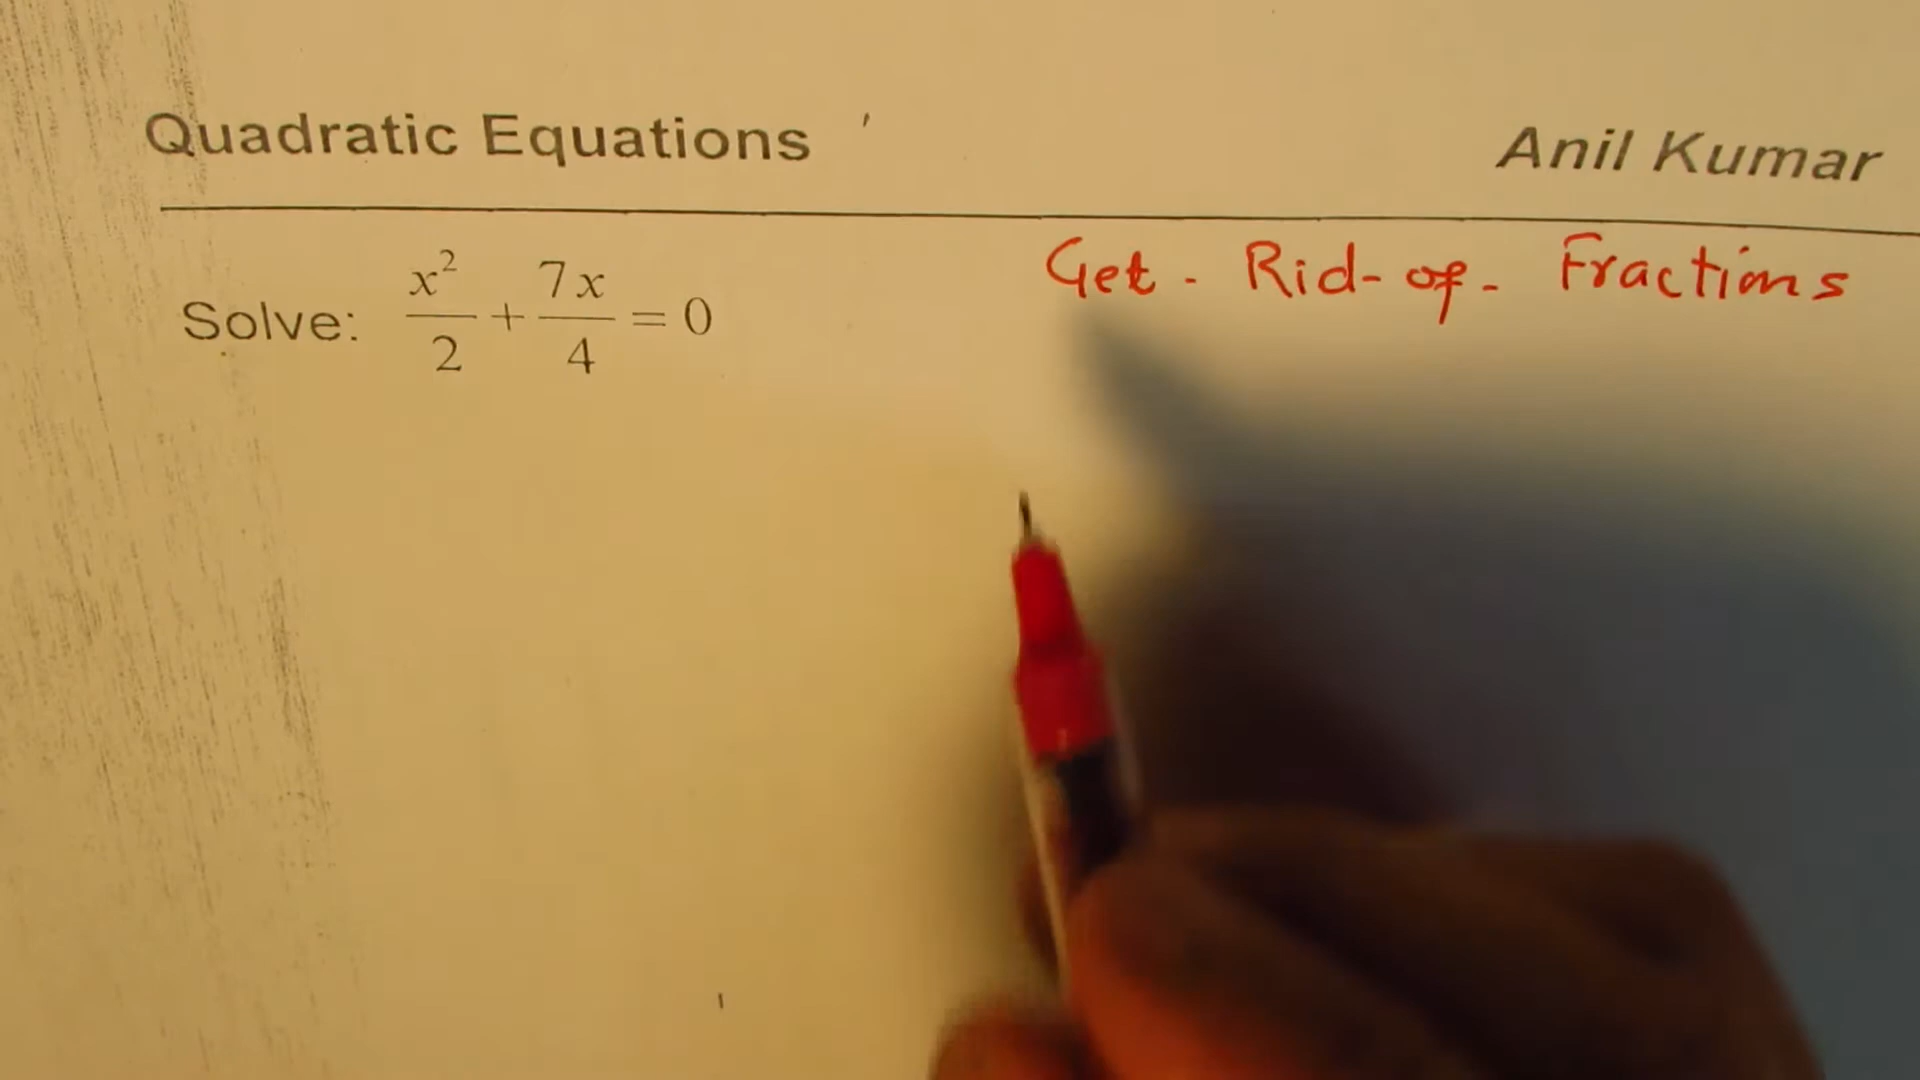 Quadratic Equations Anil Kumar
Get - Rid - of - Fractions
Solve: x²/2 + 7x/4 = 0